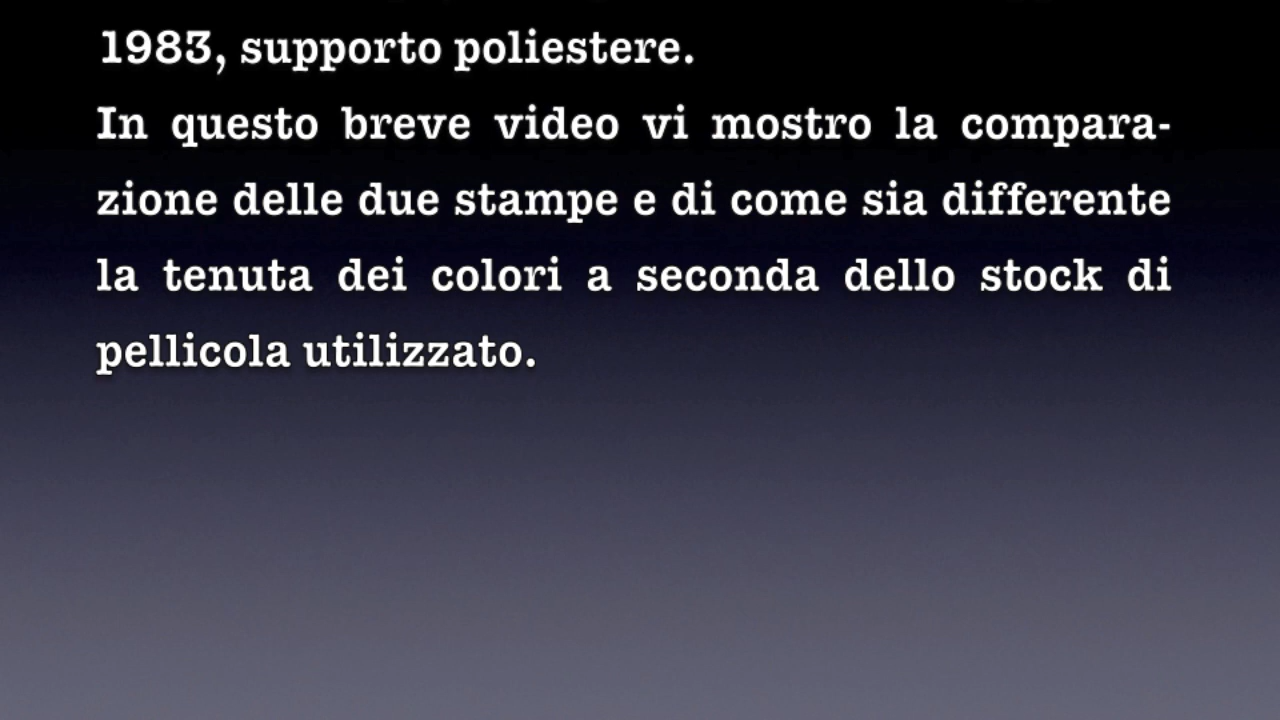 1983, supporto poliestere.
In questo breve video vi mostro la compara-
zione delle due stampe e di come sia differente
la tenuta dei colori a seconda dello stock di
pellicola utilizzato.